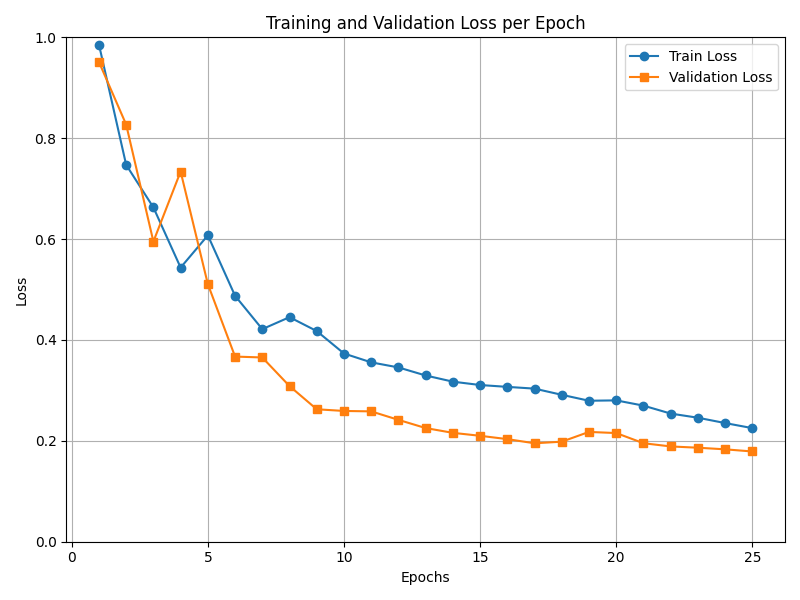 Training and Validation Loss per Epoch
Train Loss
Validation Loss
1.0
0.8
0.6
0.4
0.2
0.0
Loss
0 5 10 15 20 25
Epochs